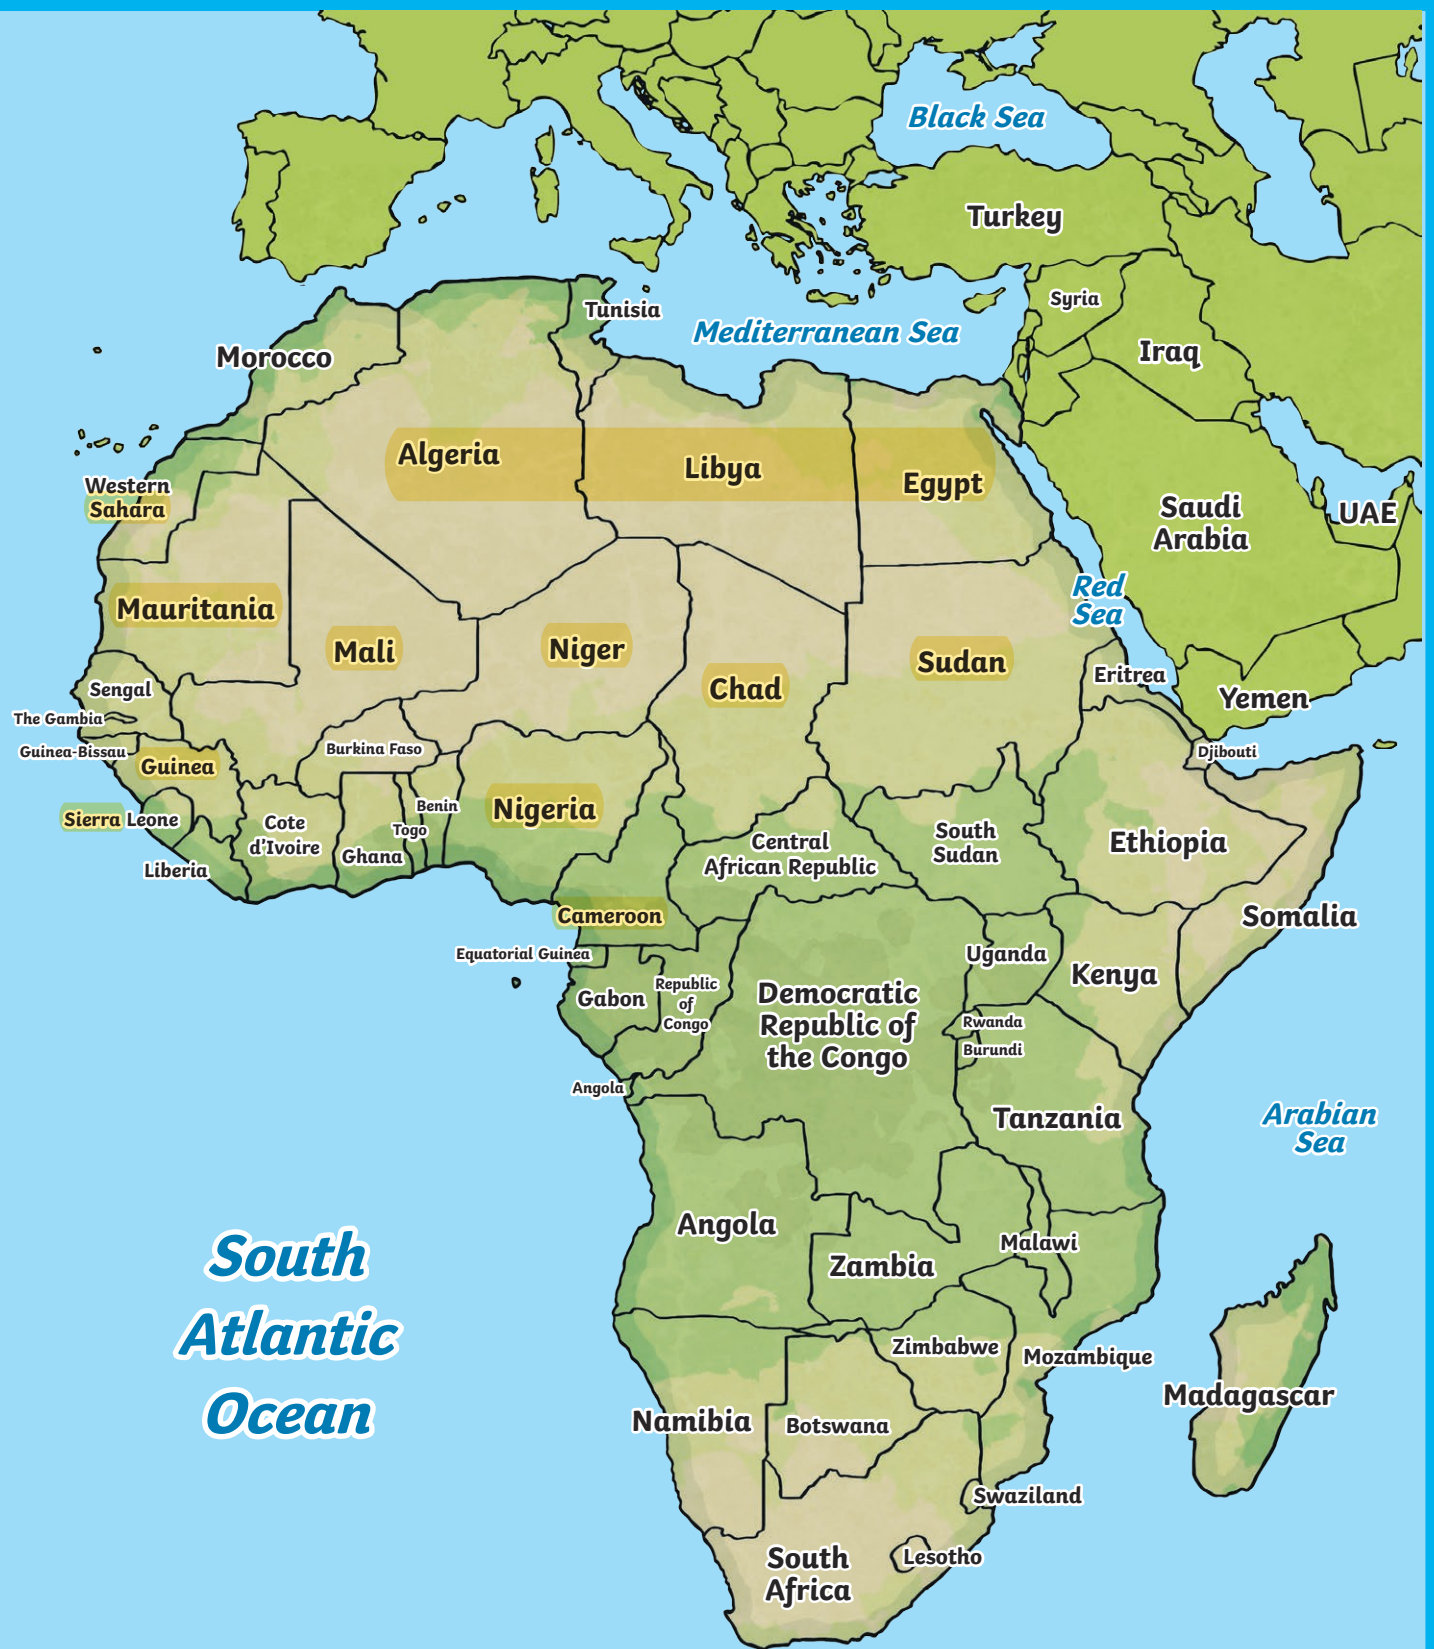 Black Sea
Turkey
Syria
Tunisia
Mediterranean Sea
Iraq
Morocco
Algeria
Libya
Egypt
Western
Sahara
Saudi
Arabia
UAE
Red
Sea
Mauritania
Mali
Niger
Chad
Sudan
Eritrea
Yemen
Sengal
The Gambia
Guinea-Bissau
Guinea
Burkina Faso
Djibouti
Sierra Leone
Liberia
Cote
d'Ivoire
Ghana
Togo
Benin
Nigeria
Central
African Republic
South
Sudan
Ethiopia
Somalia
Cameroon
Equatorial Guinea
Gabon
Republic
of
Congo
Democratic
Republic of
the Congo
Uganda
Kenya
Rwanda
Burundi
Angola
Tanzania
Arabian
Sea
Angola
Zambia
Malawi
South
Atlantic
Ocean
Zimbabwe
Mozambique
Madagascar
Namibia
Botswana
Swaziland
South
Africa
Lesotho